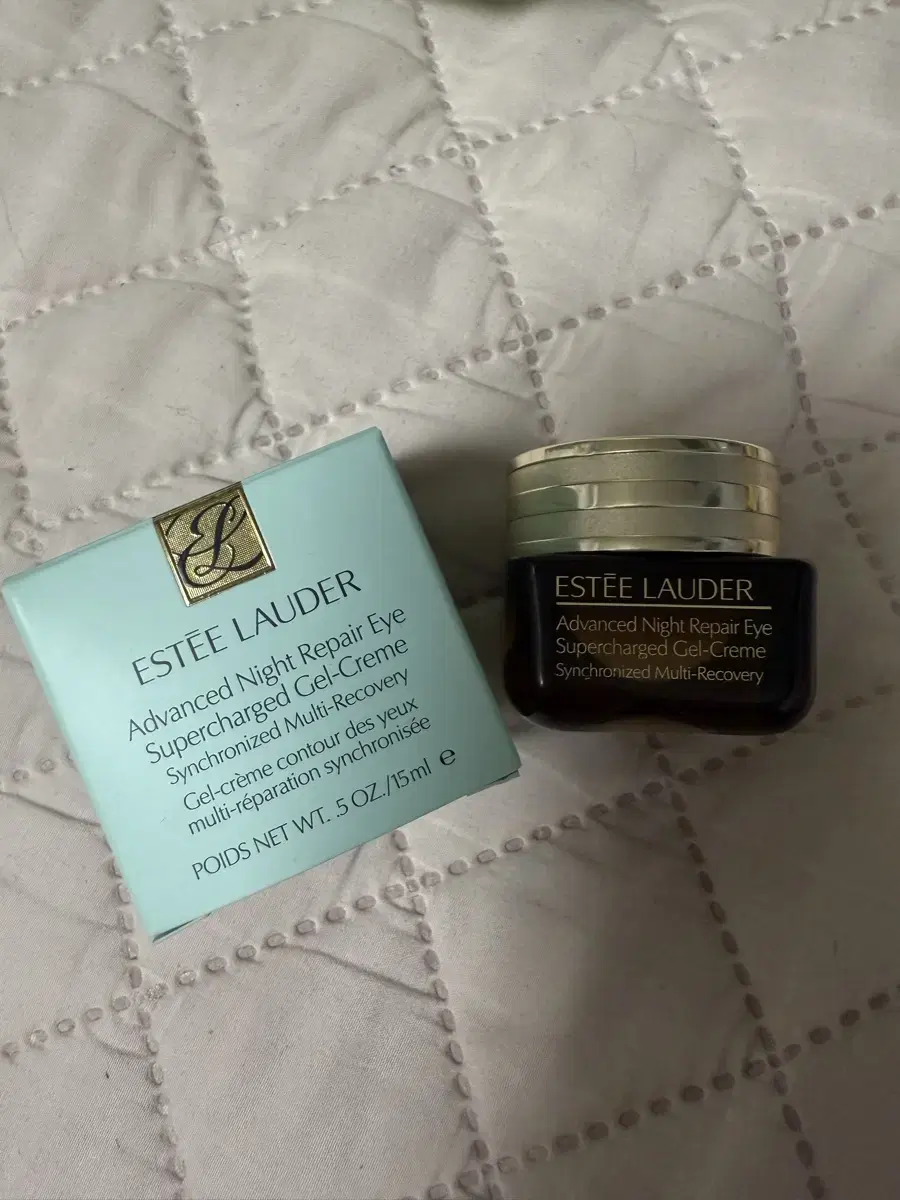 EL
ESTĒE LAUDER
Advanced Night Repair Eye
Supercharged Gel-Creme
Synchronized Multi-Recovery
Gel-crème contour des yeux
multi-réparation synchronisée
POIDS NET WT. .5 OZ./15ml ℮
ESTĒE LAUDER
Advanced Night Repair Eye
Supercharged Gel-Creme
Synchronized Multi-Recovery